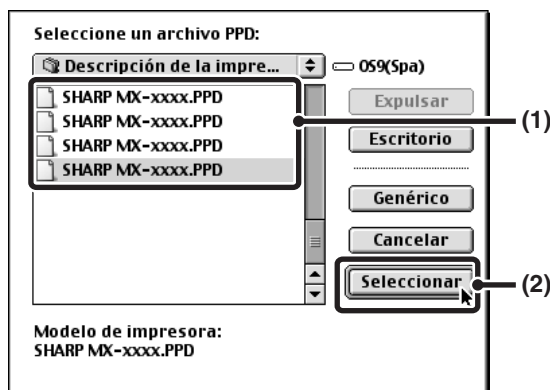 Seleccione un archivo PPD:
Descripción de la impre...
OS9(Spa)
SHARP MX-xxxx.PPD
SHARP MX-xxxx.PPD
SHARP MX-xxxx.PPD
SHARP MX-xxxx.PPD
Expulsar
(1)
Escritorio
Genérico
Cancelar
Seleccionar
(2)
Modelo de impresora:
SHARP MX-xxxx.PPD